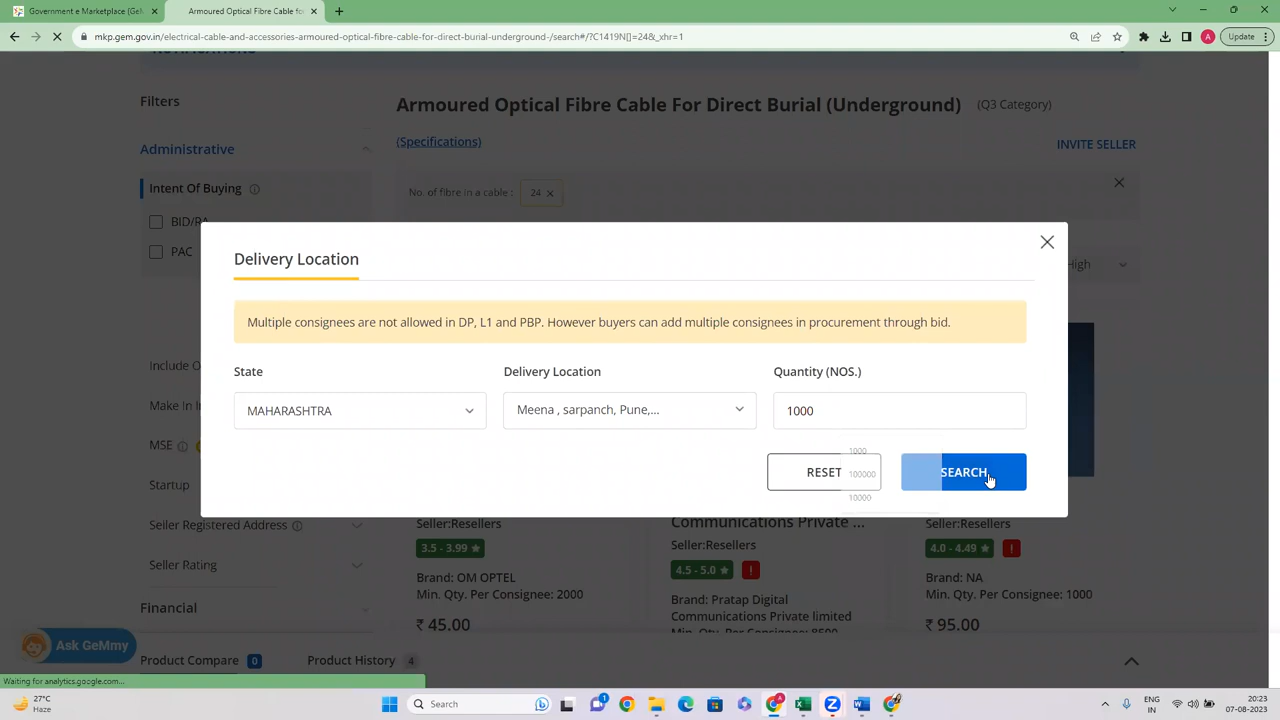 Government e Marketplace (GeM
Armoured Optical Fibre Cable for
mkp.gem.gov.in/electrical-cable-and-accessories-armoured-optical-fibre-cable-for-direct-burial-underground-/search#/?C1419N[]=24&_xhr=1
A
Update
Filters
Armoured Optical Fibre Cable For Direct Burial (Underground)
(Q3 Category)
Administrative
(Specifications)
INVITE SELLER
Intent Of Buying
No. of fibre in a cable :
24
BID/RA
PAC
High
Delivery Location
Multiple consignees are not allowed in DP, L1 and PBP. However buyers can add multiple consignees in procurement through bid.
State
Delivery Location
Quantity (NOS.)
MAHARASHTRA
Meena , sarpanch, Pune,...
1000
1000
100000
10000
RESET
SEARCH
Include O
Make In I
MSE
Startup
Seller Registered Address
Seller Rating
Financial
Seller:Resellers
3.5 - 3.99
Brand: OM OPTEL
Min. Qty. Per Consignee: 2000
₹ 45.00
Communications Private ...
Seller:Resellers
4.5 - 5.0
Brand: Pratap Digital
Communications Private limited
Min. Qty. Per Consignee: 8500
Seller:Resellers
4.0 - 4.49
Brand: NA
Min. Qty. Per Consignee: 1000
₹ 95.00
Ask GeMmy
Product Compare 0
Product History 4
Waiting for analytics.google.com...
27°C
Haze
Search
1
ENG
IN
20:23
07-08-2023